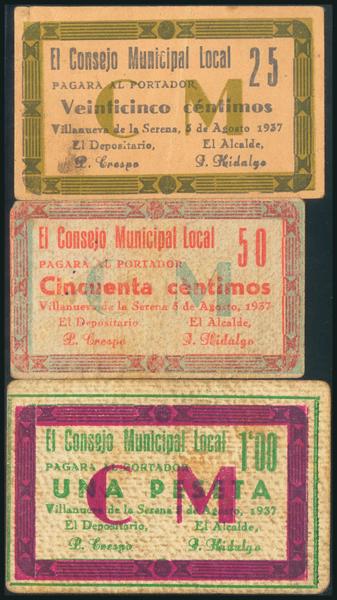 El Consejo Municipal Local 25
PAGARA AL PORTADOR
Veinticinco céntimos
Villanueva de la Serena, 5 de Agosto 1937
El Depositario, El Alcalde,
P. Crespo J. Hidalgo
C M
El Consejo Municipal Local 50
PAGARA AL PORTADOR
Cincuenta centimos
Villanueva de la Serena 5 de Agosto, 1937
El Depositario El Alcalde,
P. Crespo J. Hidalgo
C M
El Consejo Municipal Local 1'00
PAGARA AL PORTADOR
UNA PESETA
Villanueva de la Serena 5 de Agosto, 1937
El Depositario, El Alcalde,
P. Crespo J. Hidalgo
C M